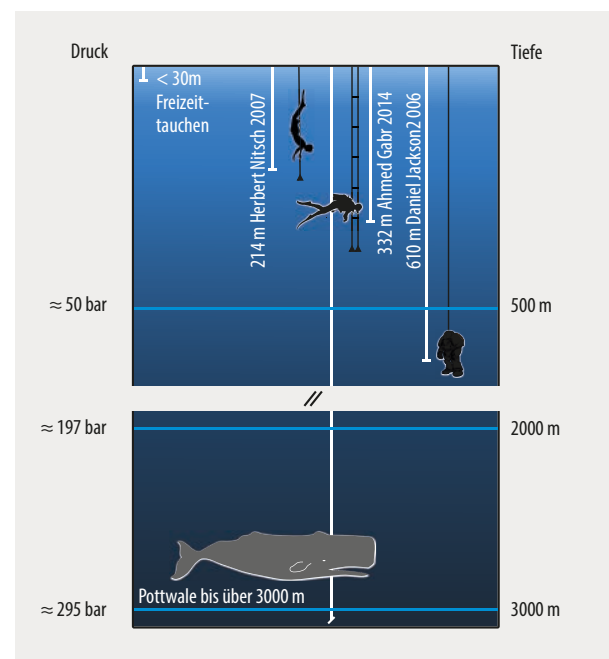 Druck
Tiefe
< 30m
Freizeit-
tauchen
214 m Herbert Nitsch 2007
332 m Ahmed Gabr 2014
610 m Daniel Jackson2 006
≈ 50 bar
500 m
//
≈ 197 bar
2000 m
Pottwale bis über 3000 m
≈ 295 bar
3000 m